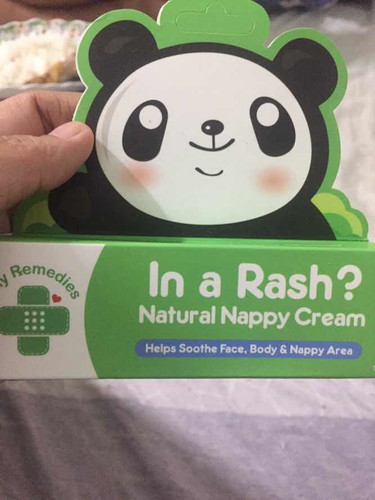 Remedies
In a Rash?
Natural Nappy Cream
Helps Soothe Face, Body & Nappy Area